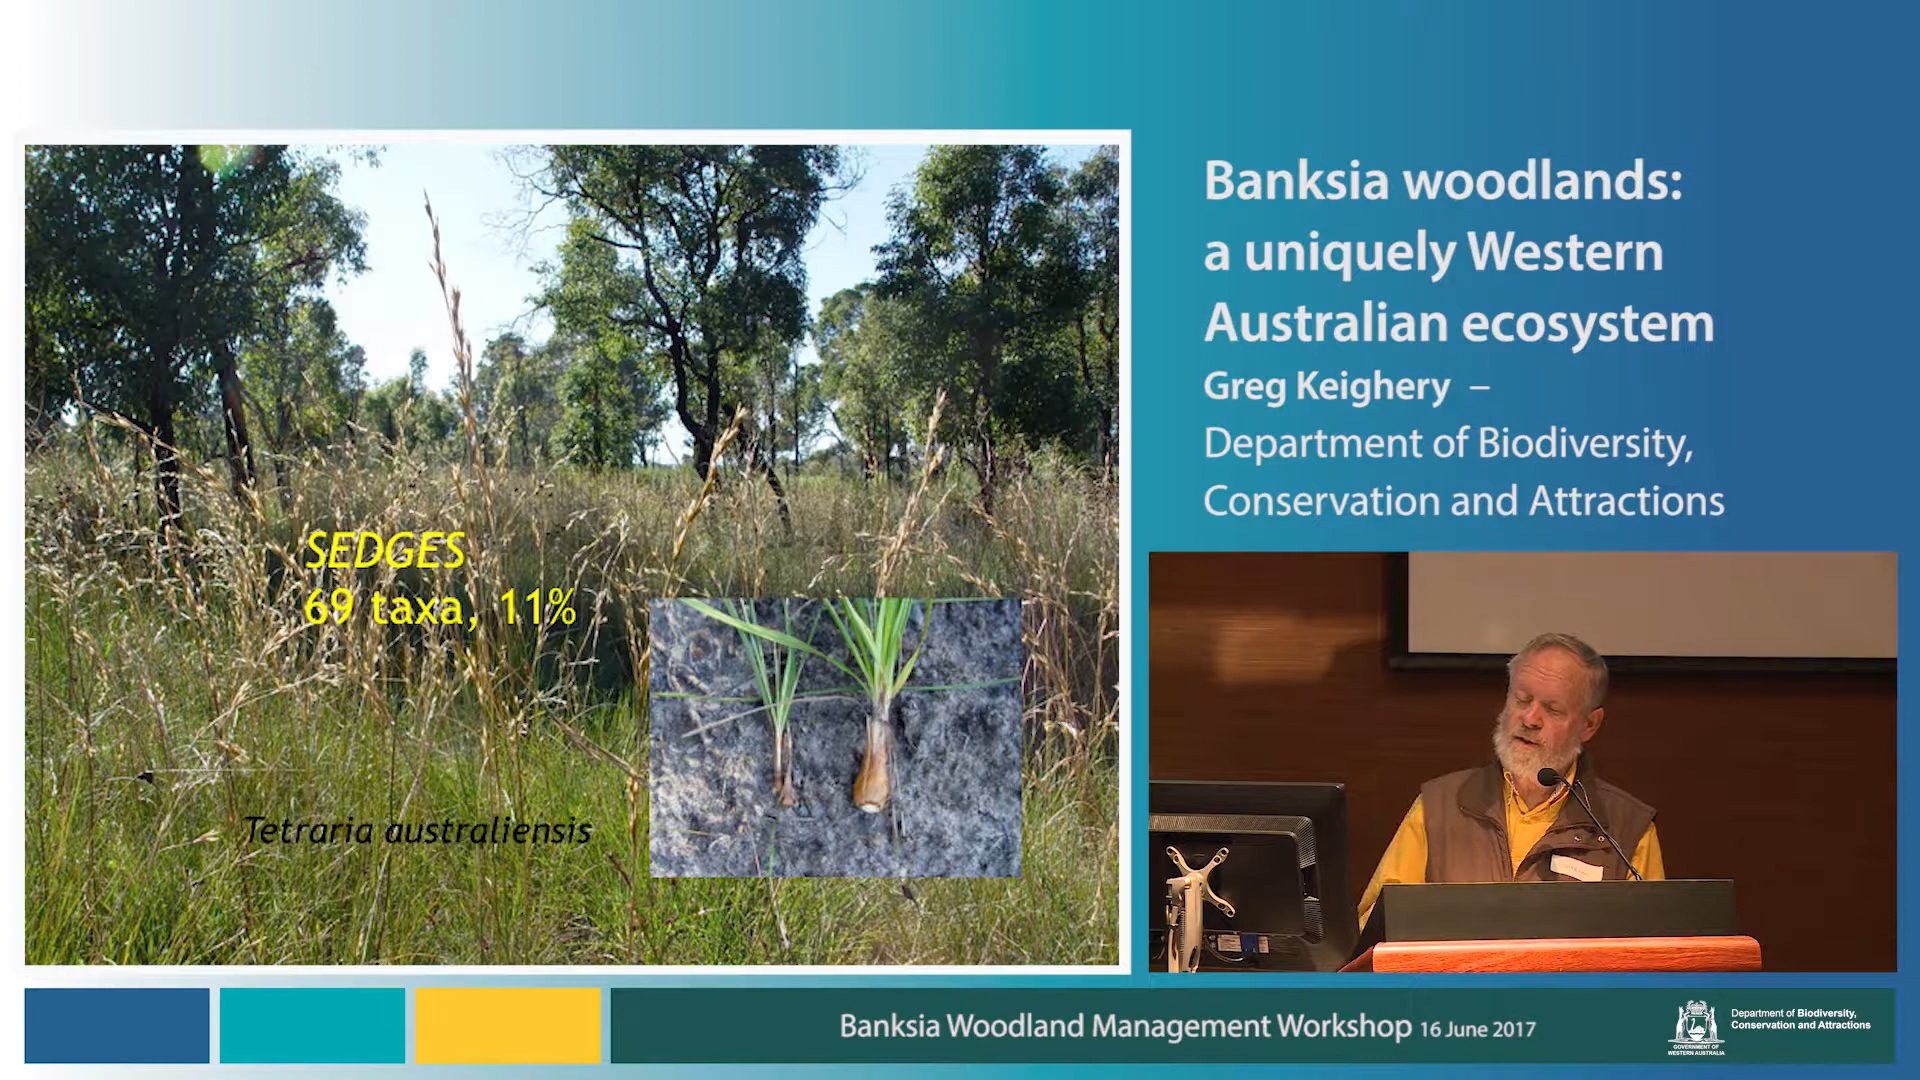 SEDGES
69 taxa, 11%
Tetraria australiensis
Banksia woodlands:
a uniquely Western
Australian ecosystem
Greg Keighery –
Department of Biodiversity,
Conservation and Attractions
Banksia Woodland Management Workshop 16 June 2017
GOVERNMENT OF
WESTERN AUSTRALIA
Department of Biodiversity,
Conservation and Attractions